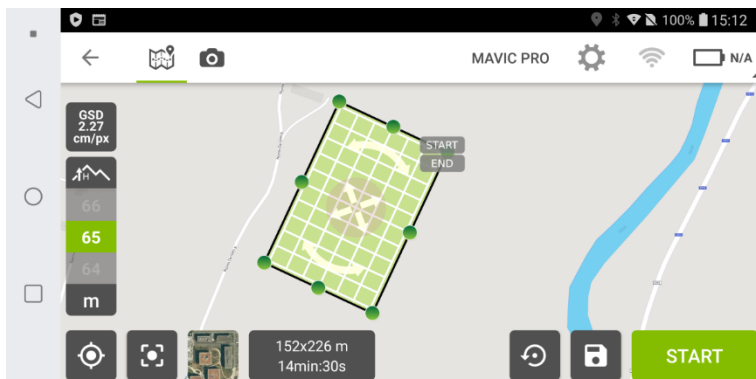 100% 15:12
MAVIC PRO
N/A
GSD
2.27
cm/px
H
66
65
64
m
START
END
152x226 m
14min:30s
START